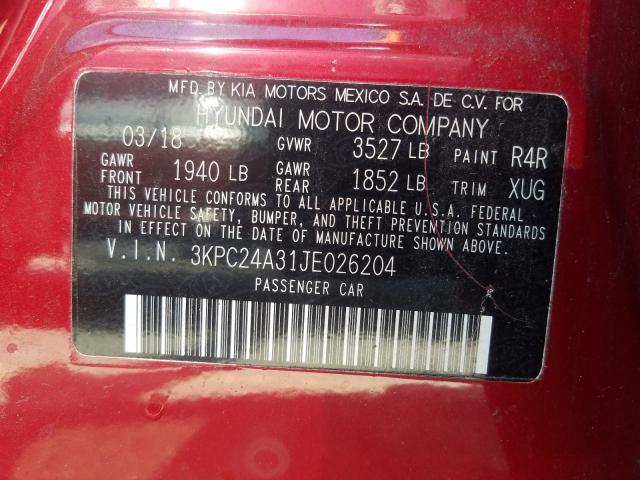 MFD. BY KIA MOTORS MEXICO S.A. DE C.V. FOR
HYUNDAI MOTOR COMPANY
03/18 GVWR 3527 LB PAINT R4R
GAWR FRONT 1940 LB GAWR REAR 1852 LB TRIM XUG
THIS VEHICLE CONFORMS TO ALL APPLICABLE U.S.A. FEDERAL
MOTOR VEHICLE SAFETY, BUMPER, AND THEFT PREVENTION STANDARDS
IN EFFECT ON THE DATE OF MANUFACTURE SHOWN ABOVE.
V.I.N. 3KPC24A31JE026204
PASSENGER CAR